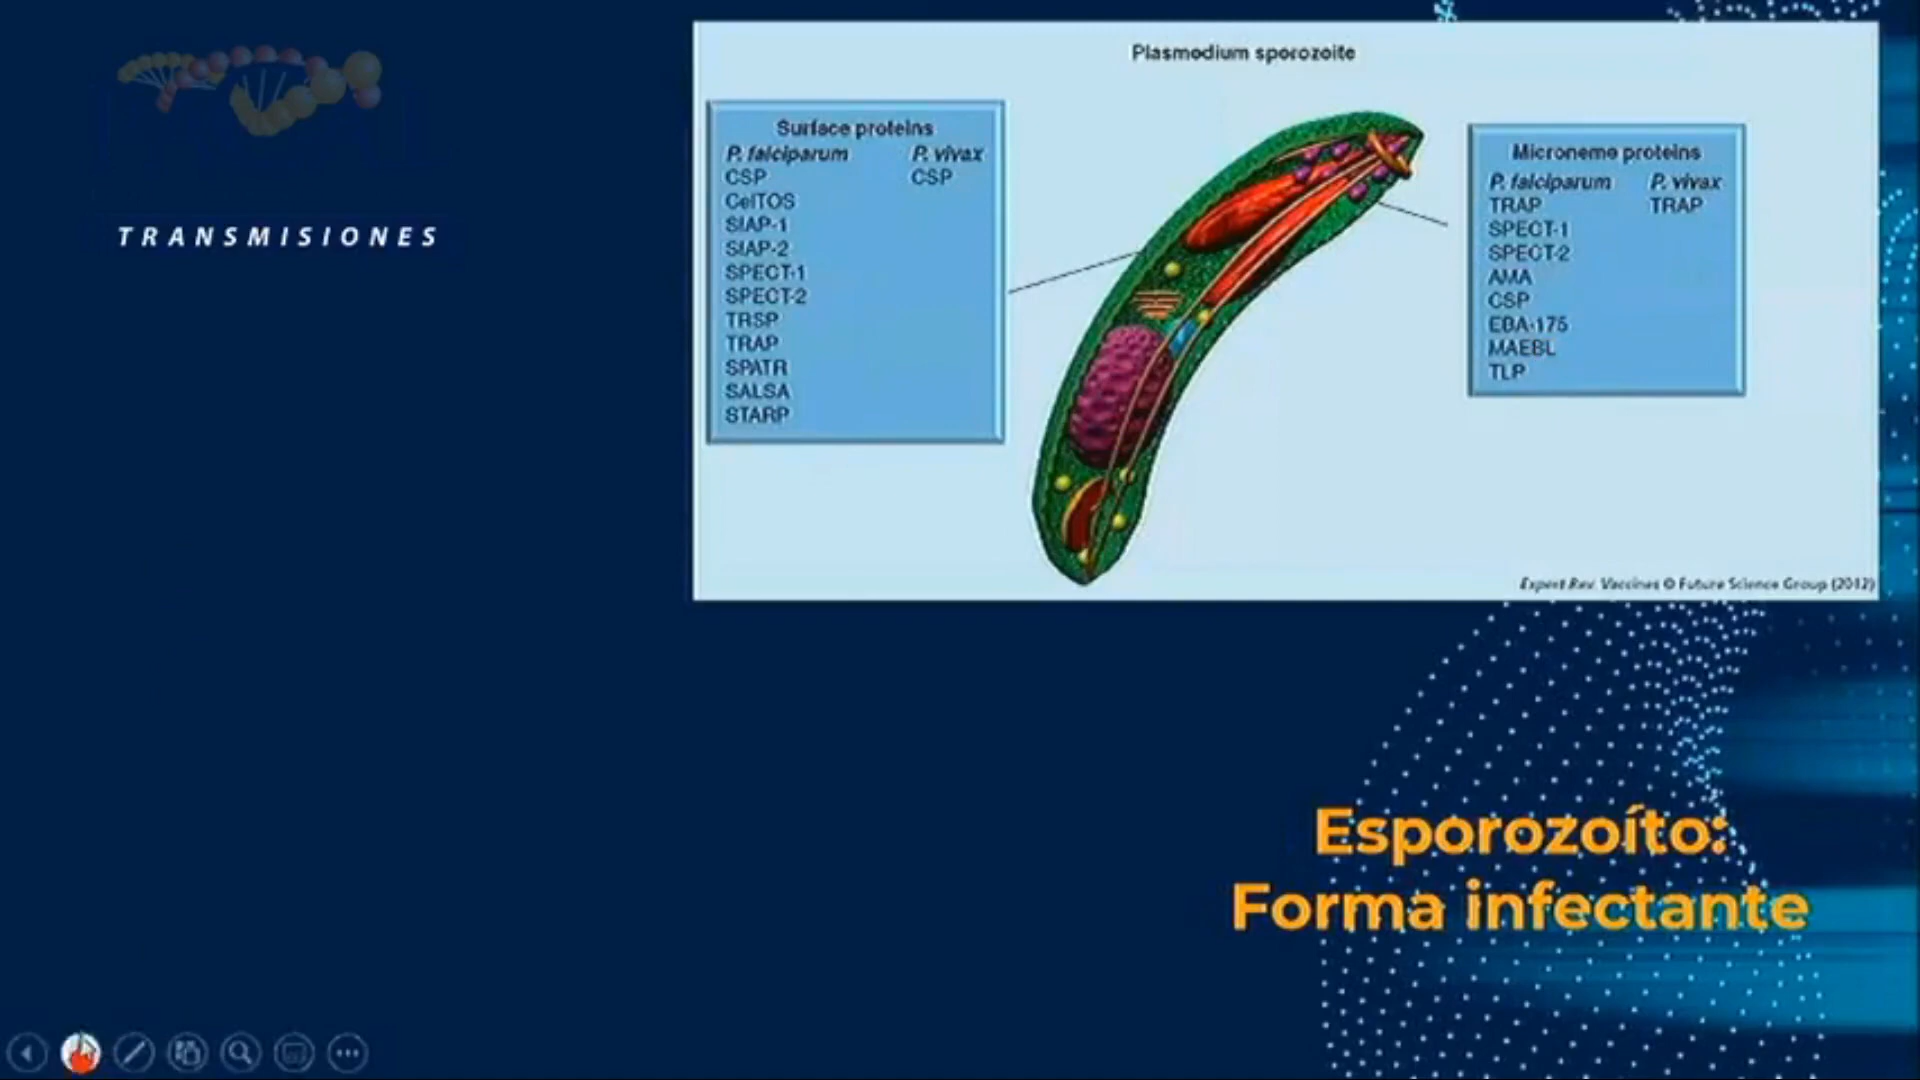 TRANSMISIONES
Plasmodium sporozoite
Surface proteins
P. falciparum P. vivax
CSP CSP
CelTOS
SIAP-1
SIAP-2
SPECT-1
SPECT-2
TRSP
TRAP
SPATR
SALSA
STARP
Microneme proteins
P. falciparum P. vivax
TRAP TRAP
SPECT-1
SPECT-2
AMA
CSP
EBA-175
MAEBL
TLP
Expert Rev. Vaccines © Future Science Group (2012)
Esporozoíto:
Forma infectante